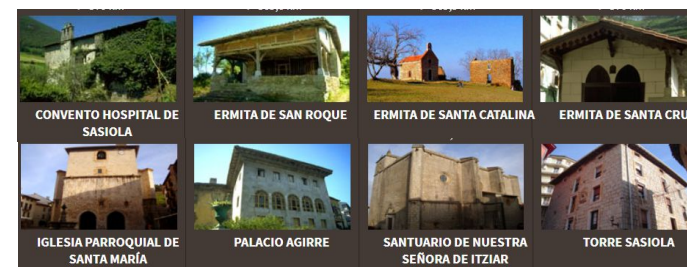 CONVENTO HOSPITAL DE
SASIOLA
ERMITA DE SAN ROQUE
ERMITA DE SANTA CATALINA
ERMITA DE SANTA CRU
IGLESIA PARROQUIAL DE
SANTA MARÍA
PALACIO AGIRRE
SANTUARIO DE NUESTRA
SEÑORA DE ITZIAR
TORRE SASIOLA